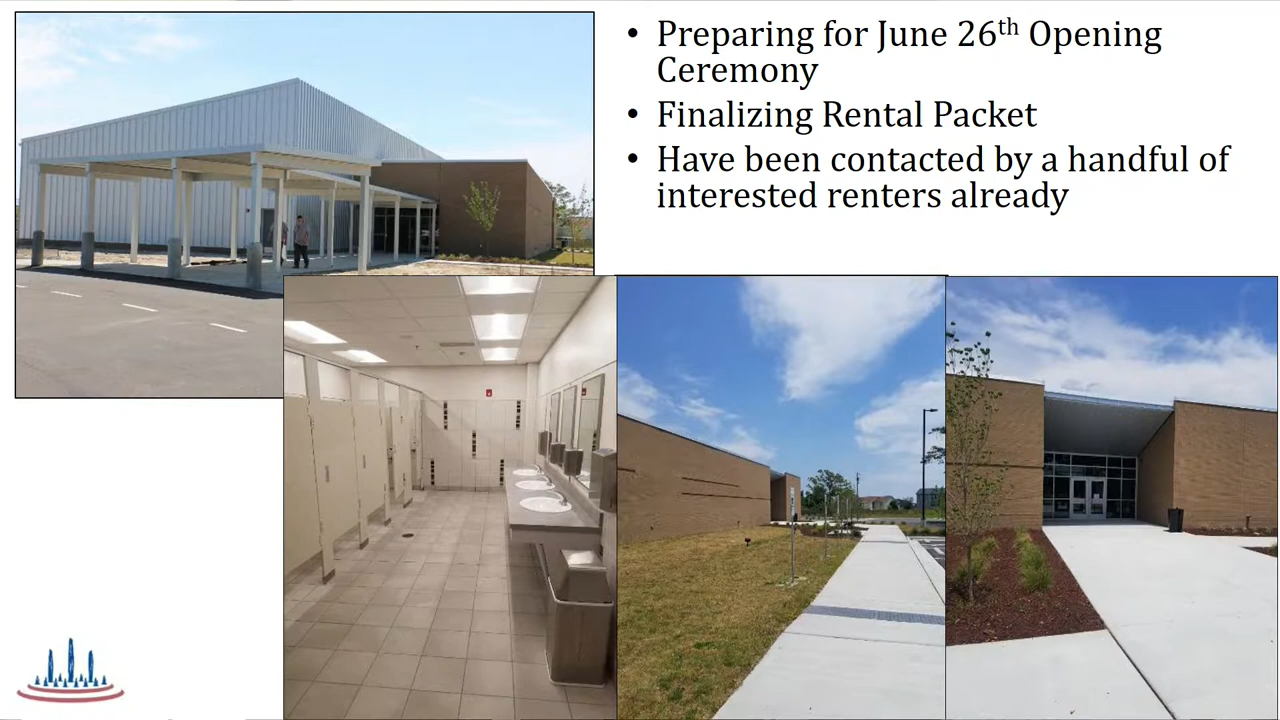 • Preparing for June 26th Opening
Ceremony
• Finalizing Rental Packet
• Have been contacted by a handful of
interested renters already